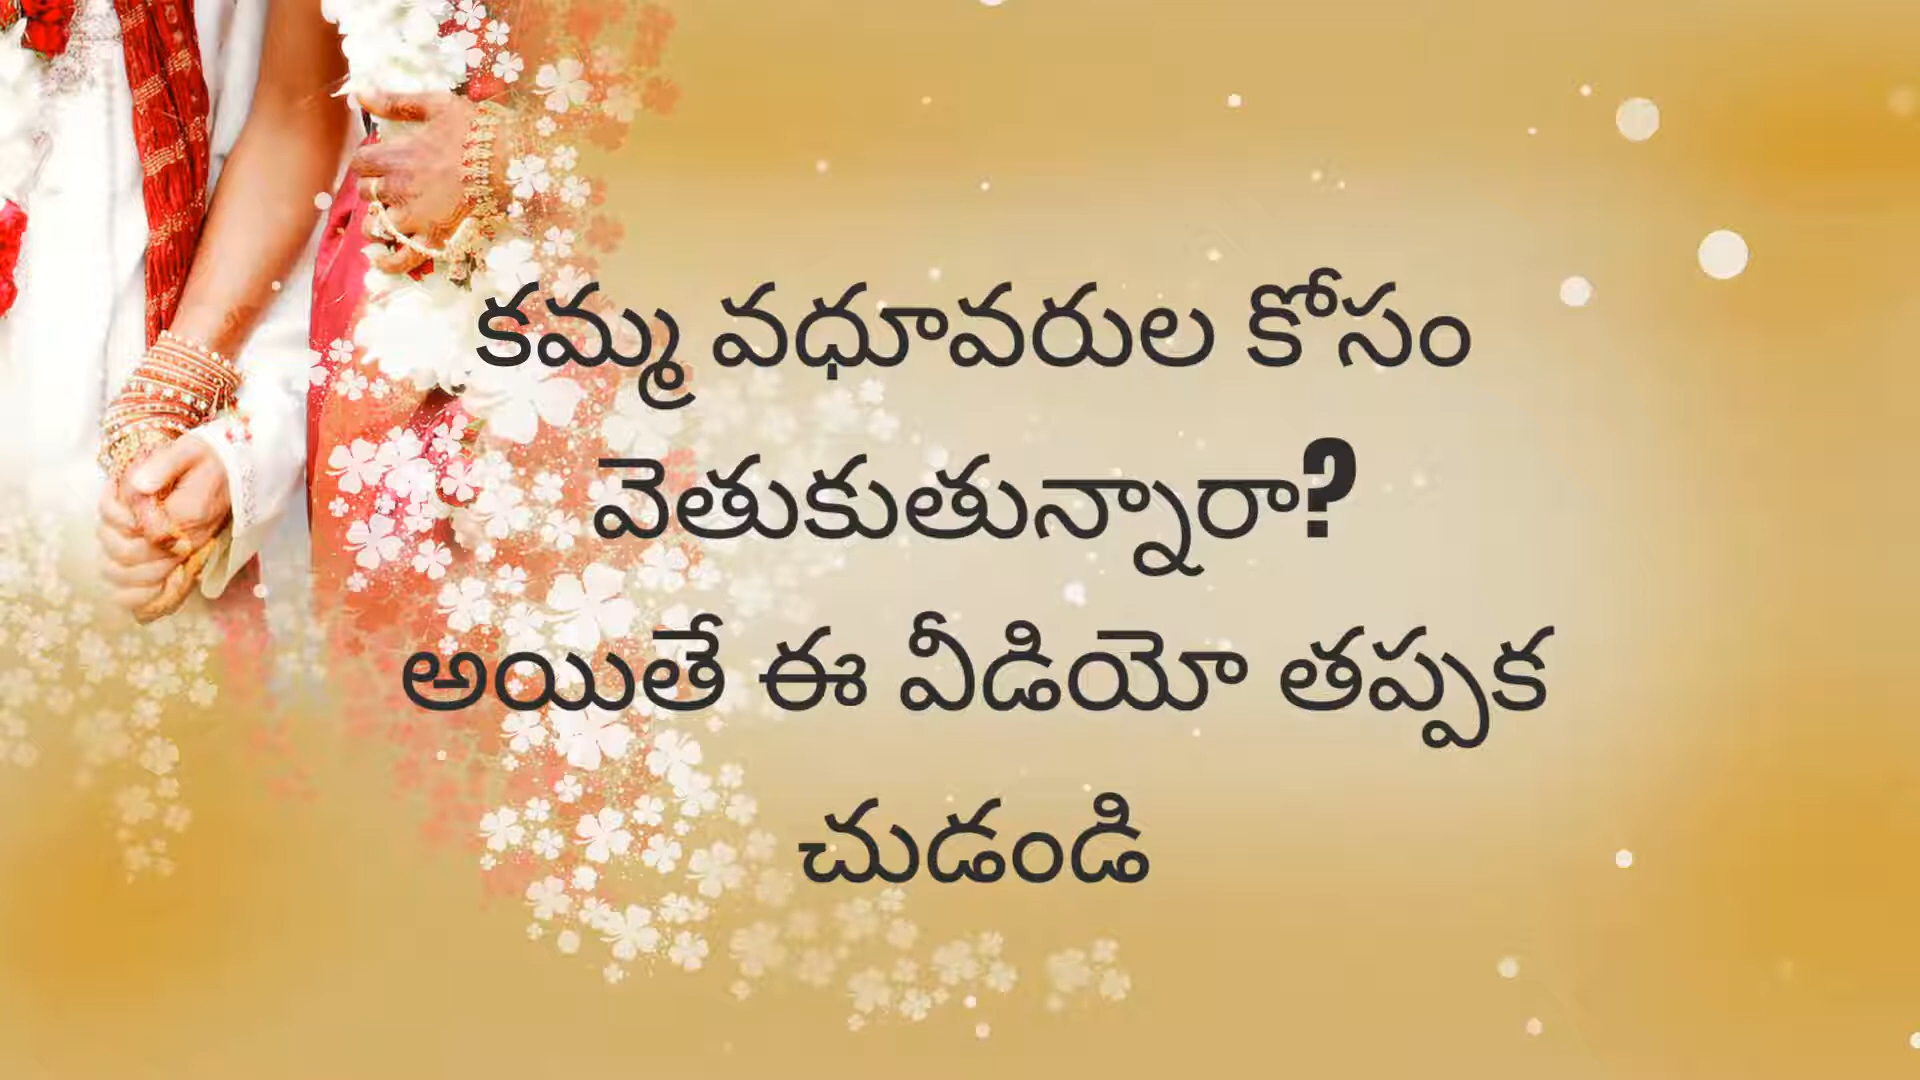 కమ్మ వధూవరుల కోసం
వెతుకుతున్నారా?
అయితే ఈ వీడియో తప్పక
చుడండి